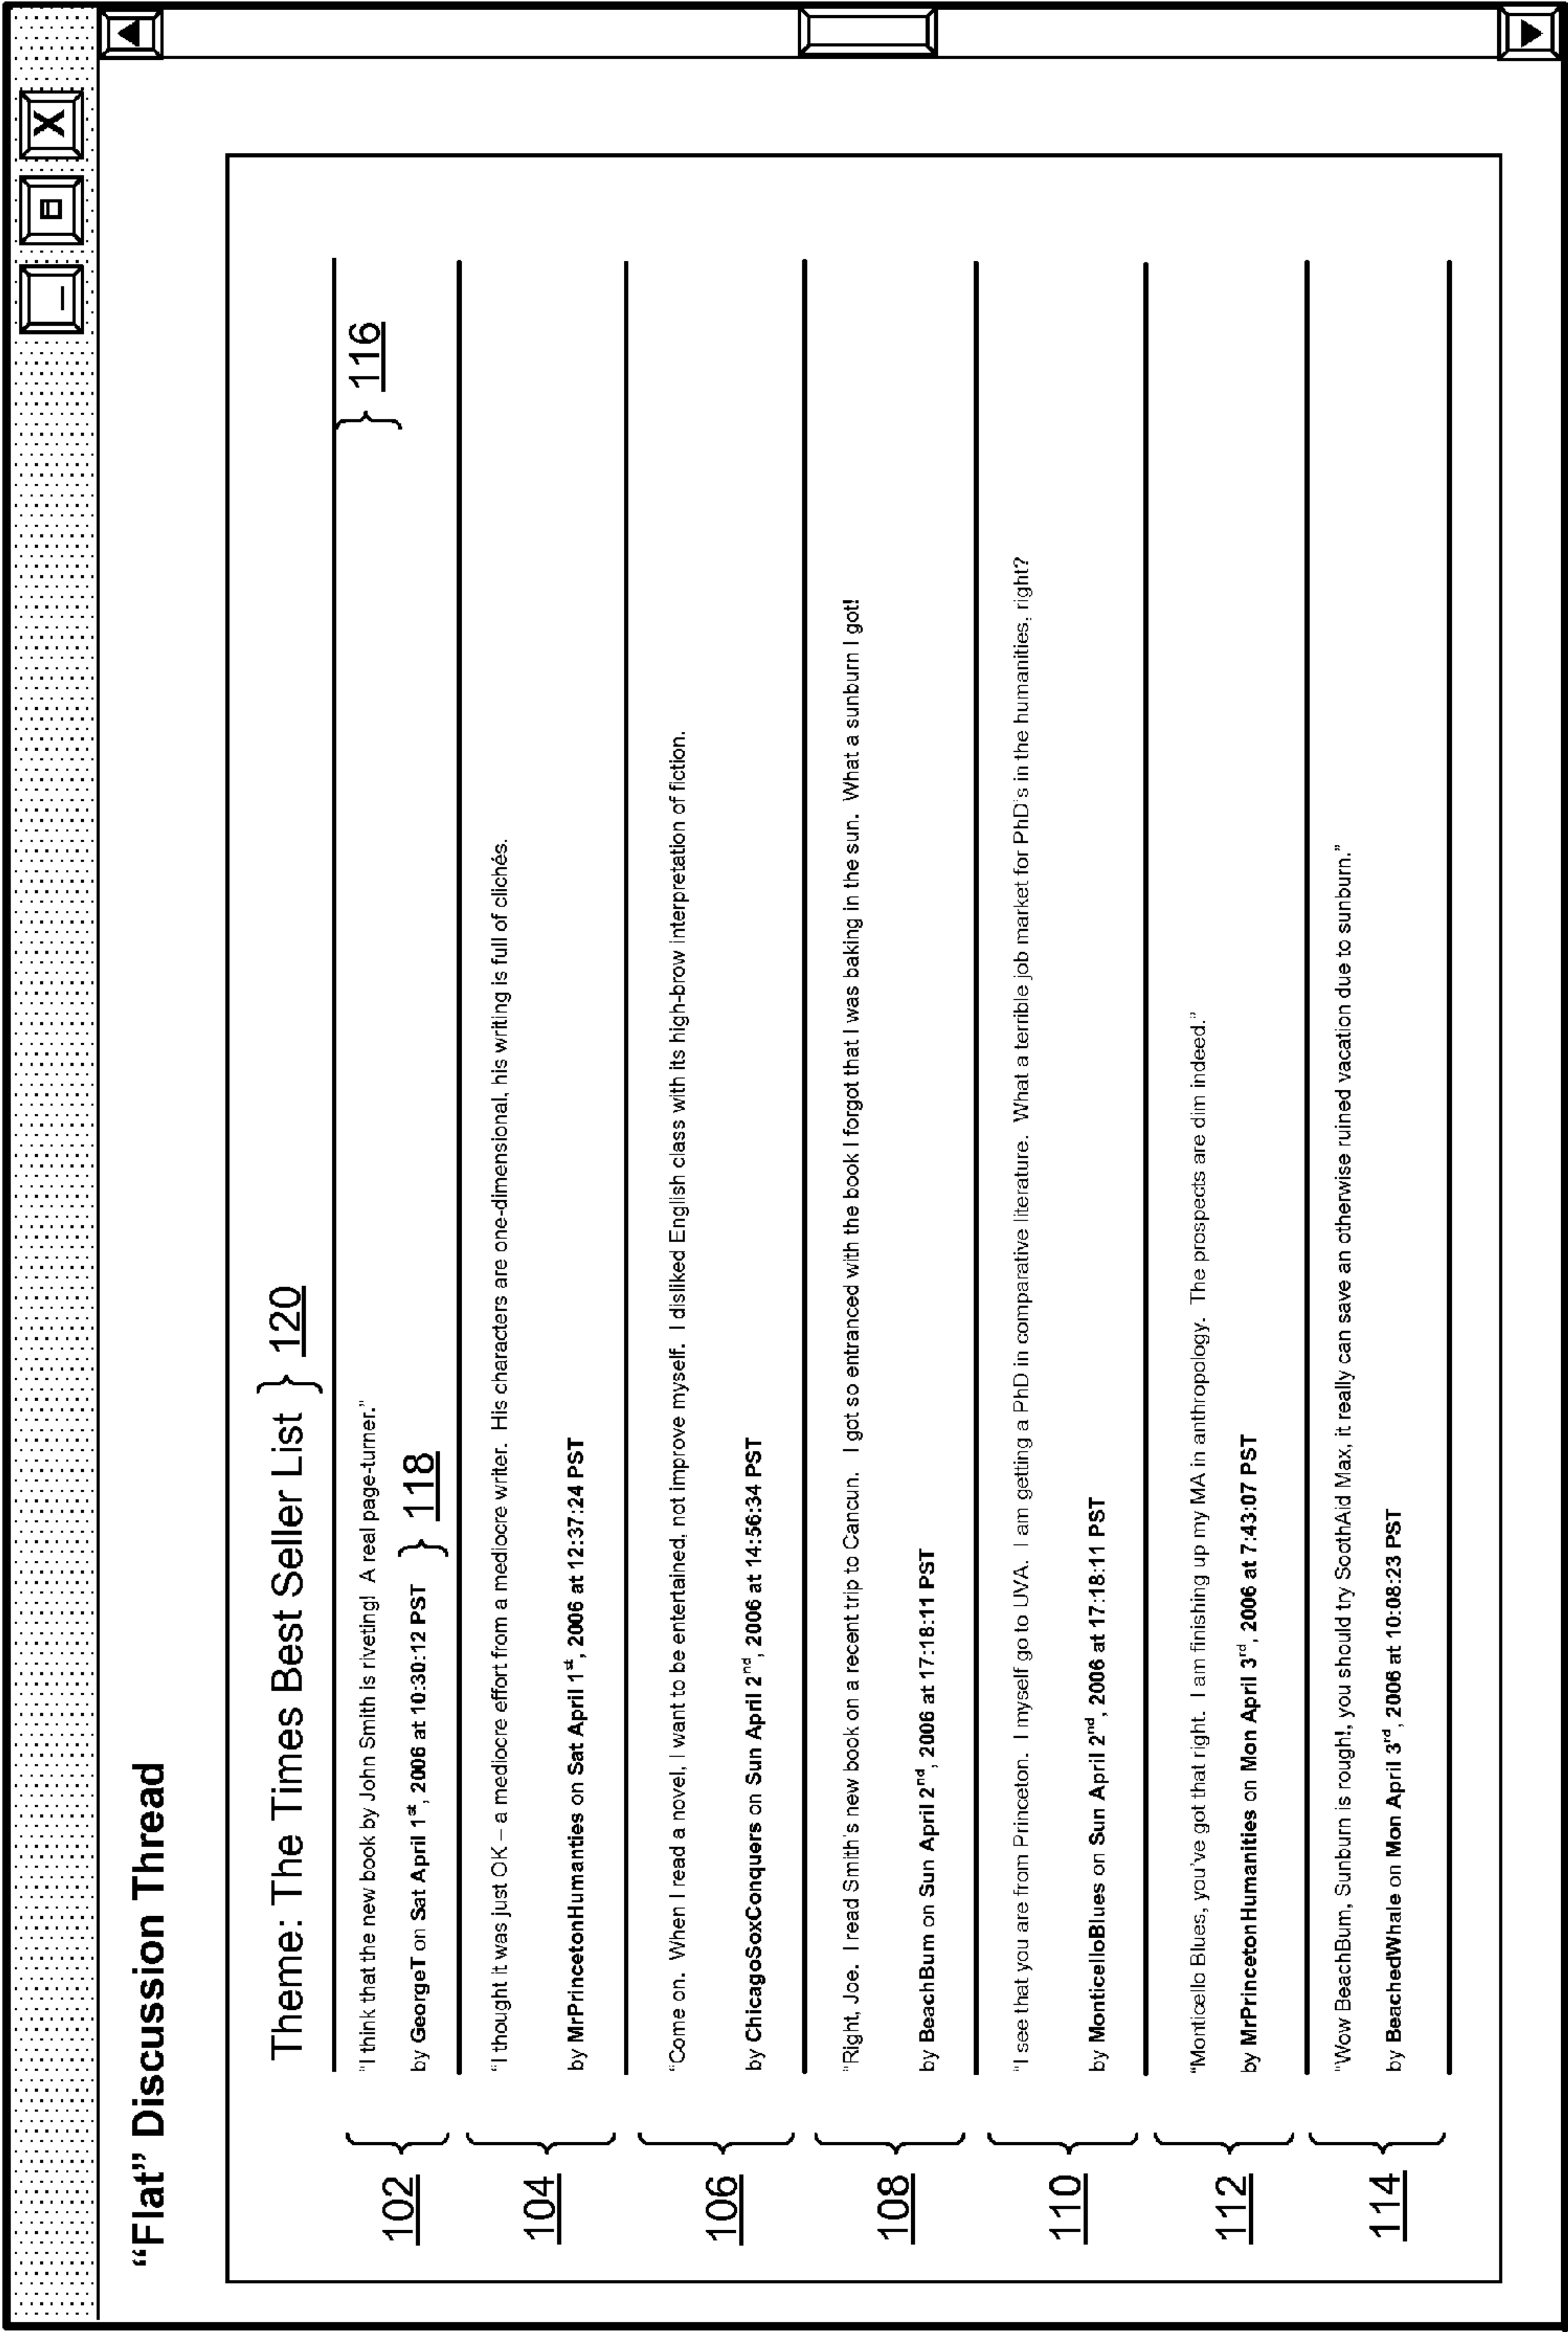 X
“Flat” Discussion Thread
Theme: The Times Best Seller List
120
“I think that the new book by John Smith is riveting! A real page-turner.”
116
by GeorgeT on Sat April 1st, 2006 at 10:30:12 PST
118
102
“I thought it was just OK – a mediocre effort from a mediocre writer. His characters are one-dimensional, his writing is full of clichés.
by MrPrincetonHumanties on Sat April 1st, 2006 at 12:37:24 PST
104
“Come on. When I read a novel, I want to be entertained, not improve myself. I disliked English class with its high-brow interpretation of fiction.
by ChicagoSoxConquers on Sun April 2nd, 2006 at 14:56:34 PST
106
“Right, Joe. I read Smith's new book on a recent trip to Cancun. I got so entranced with the book I forgot that I was baking in the sun. What a sunburn I got!
by BeachBum on Sun April 2nd, 2006 at 17:18:11 PST
108
“I see that you are from Princeton. I myself go to UVA. I am getting a PhD in comparative literature. What a terrible job market for PhD's in the humanities, right?
by MonticelloBlues on Sun April 2nd, 2006 at 17:18:11 PST
110
“Monticello Blues, you've got that right. I am finishing up my MA in anthropology. The prospects are dim indeed.”
by MrPrincetonHumanities on Mon April 3rd, 2006 at 7:43:07 PST
112
“Wow BeachBum, Sunburn is rough!, you should try SoothAid Max, it really can save an otherwise ruined vacation due to sunburn.”
by BeachedWhale on Mon April 3rd, 2006 at 10:08:23 PST
114